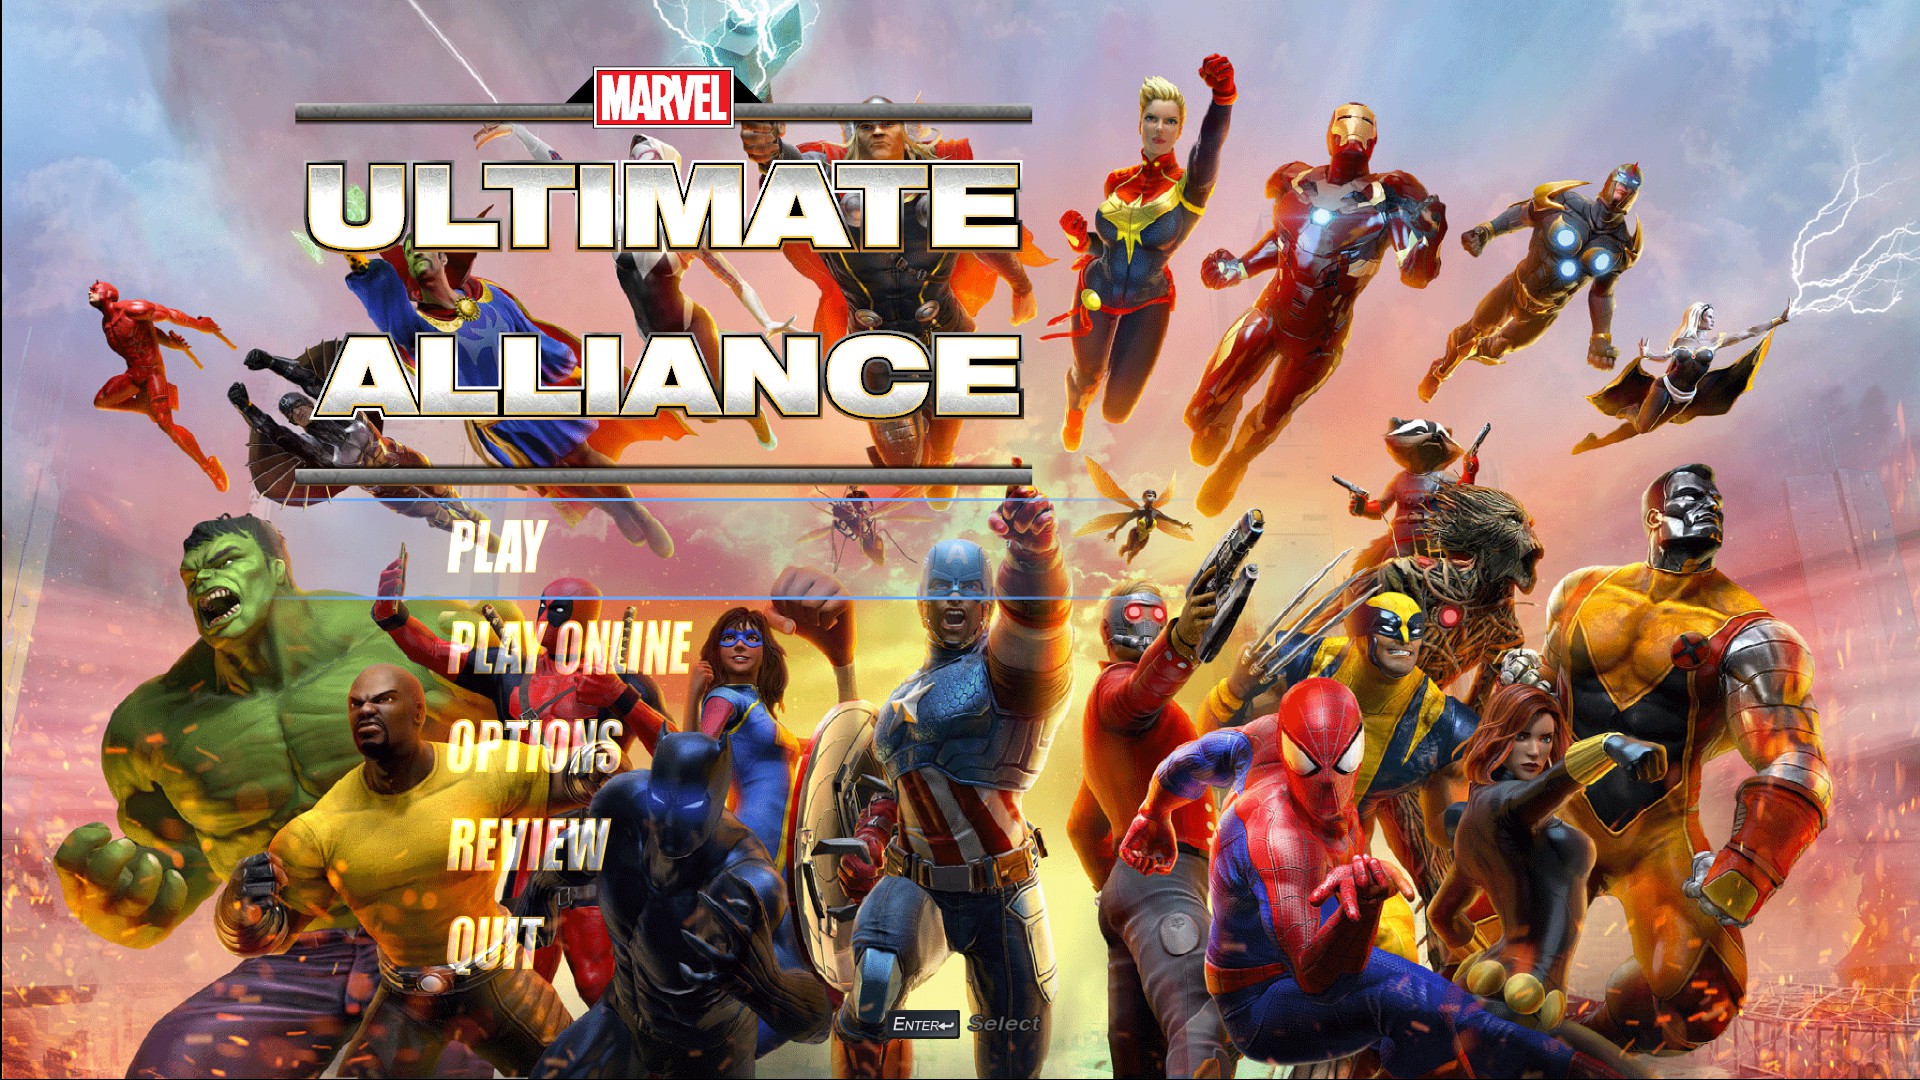 MARVEL
ULTIMATE
ALLIANCE
PLAY
PLAY ONLINE
OPTIONS
REVIEW
QUIT
ENTER Select